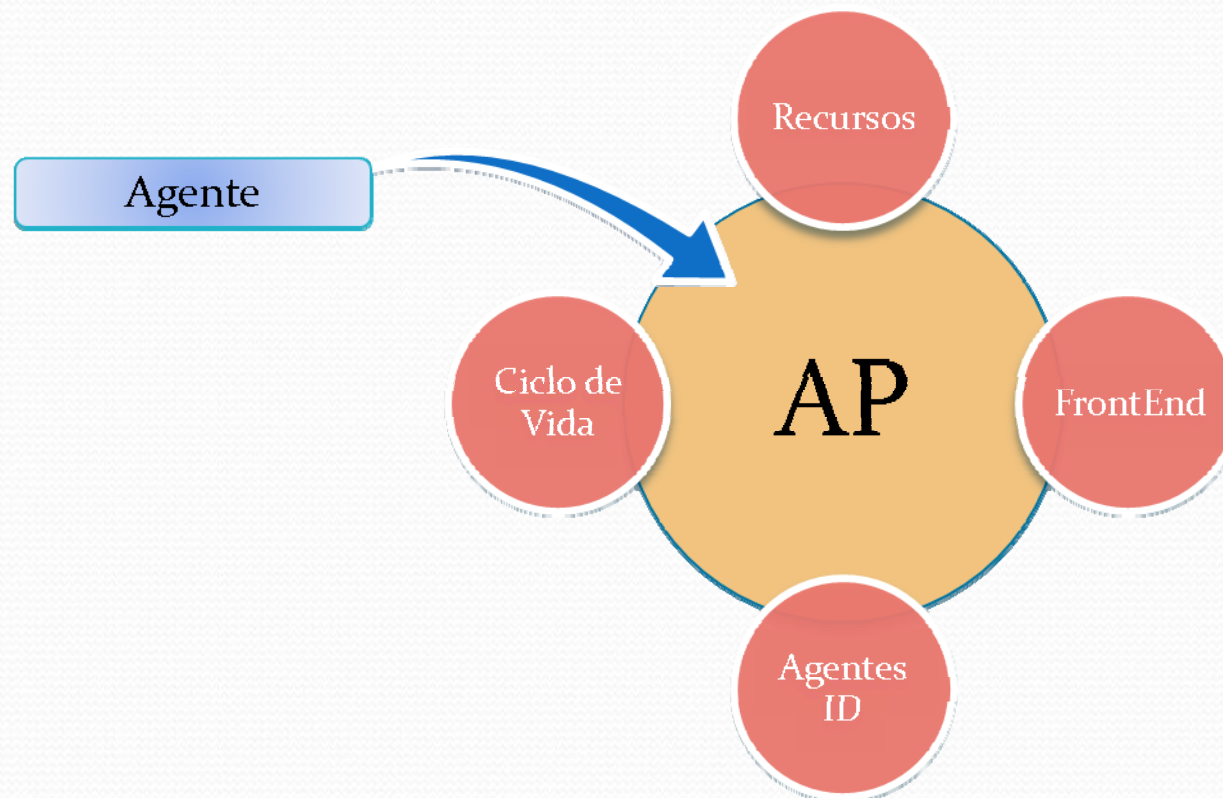 Recursos
Agente
Ciclo de
Vida
AP
FrontEnd
Agentes
ID